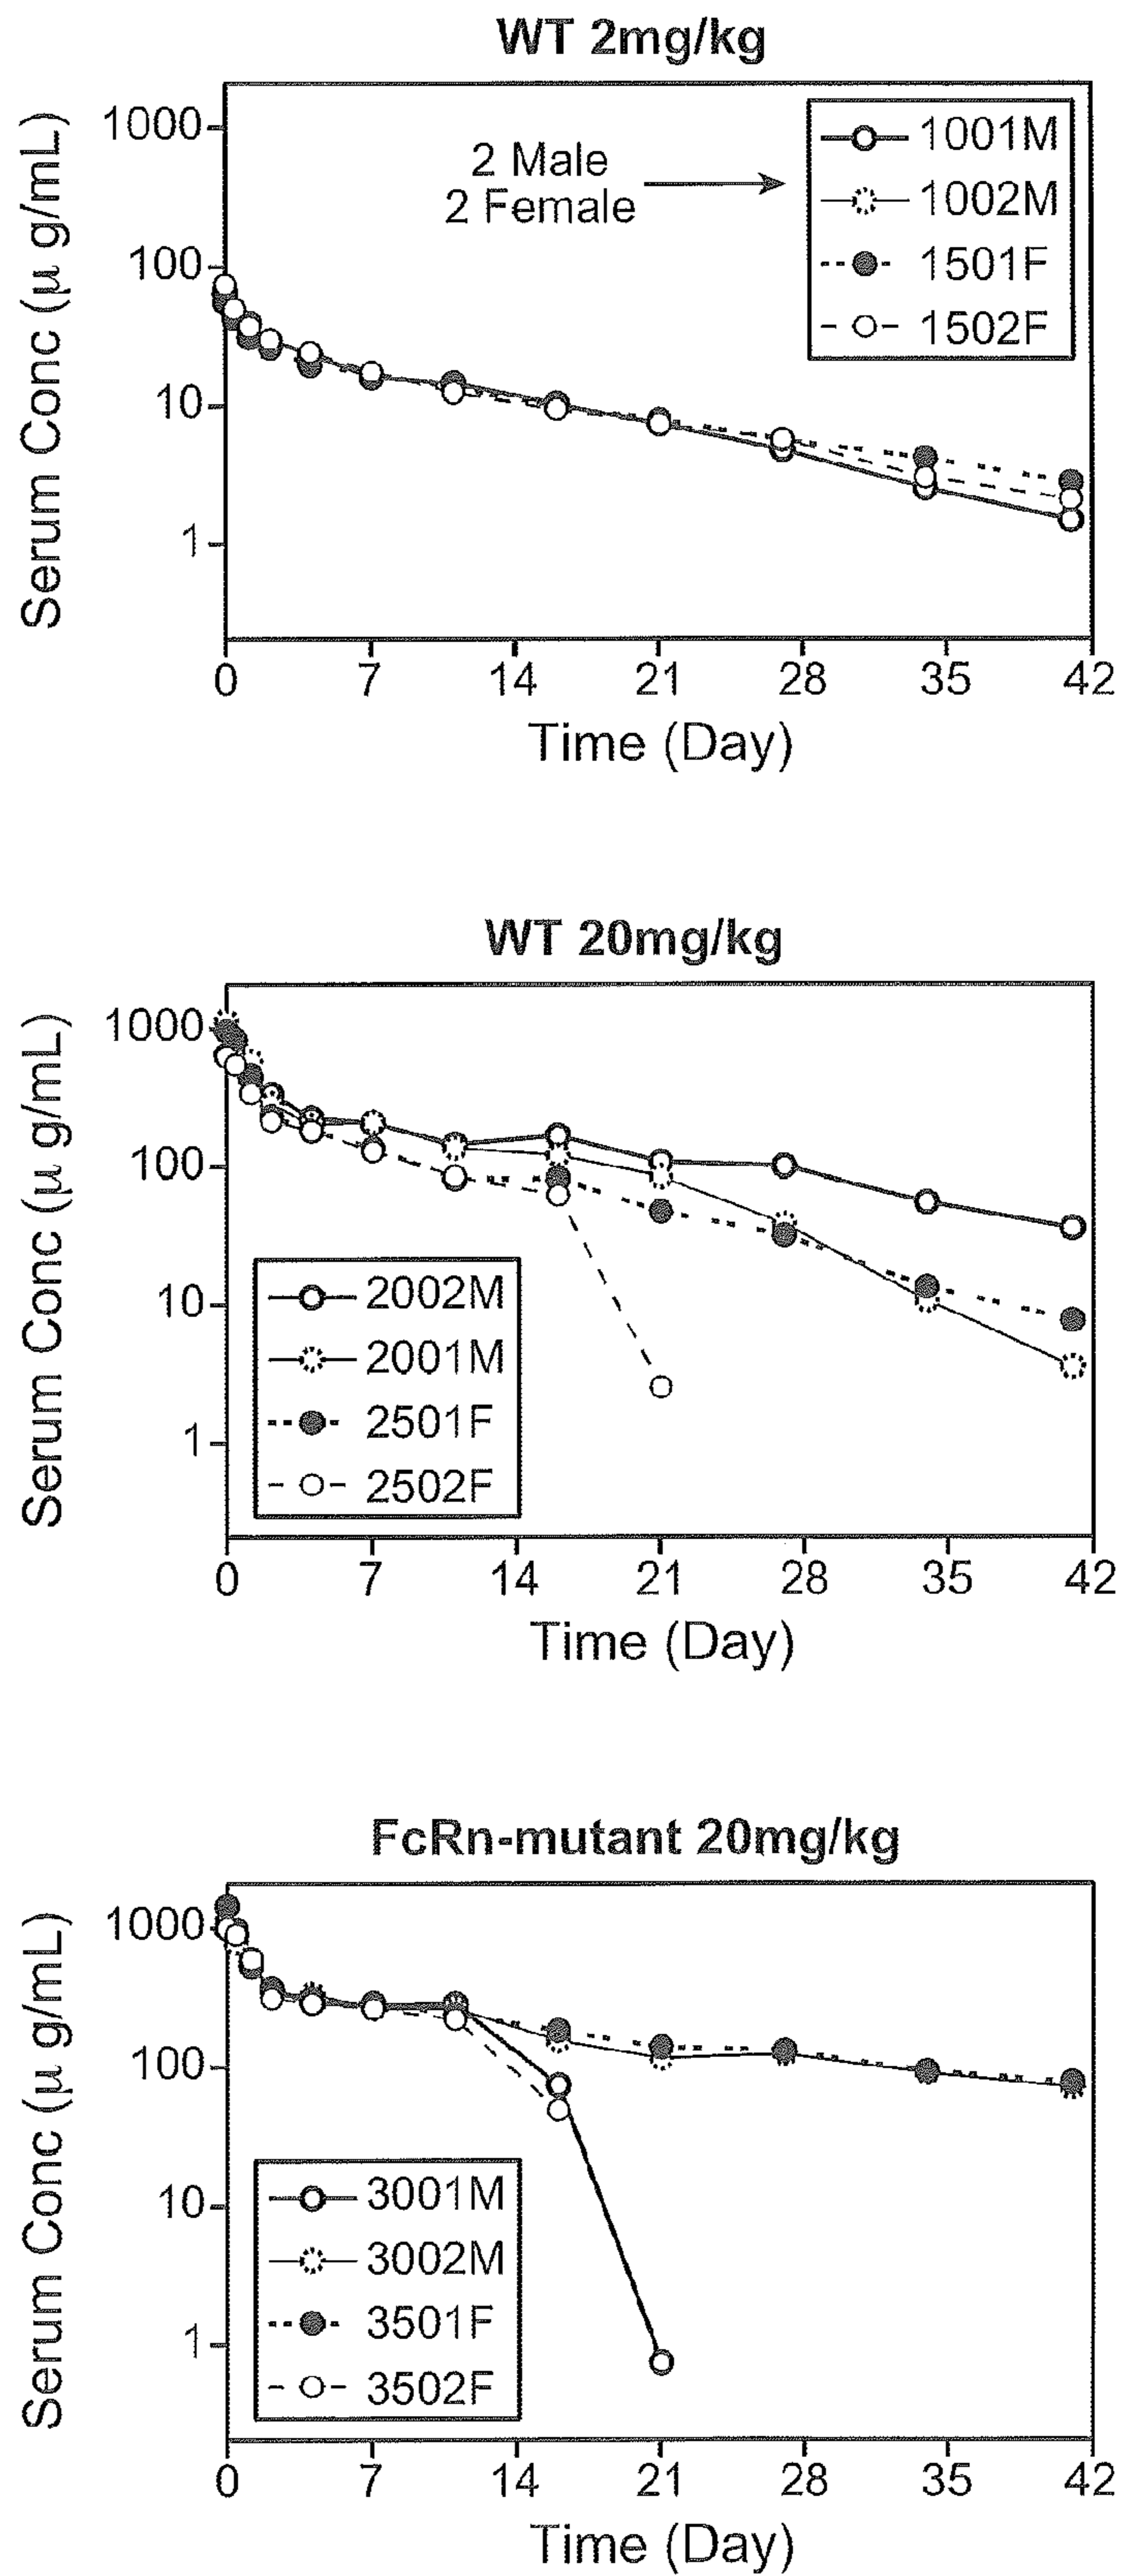 WT 2mg/kg
Serum Conc (μ g/mL)
1000
100
10
1
2 Male
2 Female
1001M
1002M
1501F
1502F
0 7 14 21 28 35 42
Time (Day)
WT 20mg/kg
Serum Conc (μ g/mL)
1000
100
10
1
2002M
2001M
2501F
2502F
0 7 14 21 28 35 42
Time (Day)
FcRn-mutant 20mg/kg
Serum Conc (μ g/mL)
1000
100
10
1
3001M
3002M
3501F
3502F
0 7 14 21 28 35 42
Time (Day)